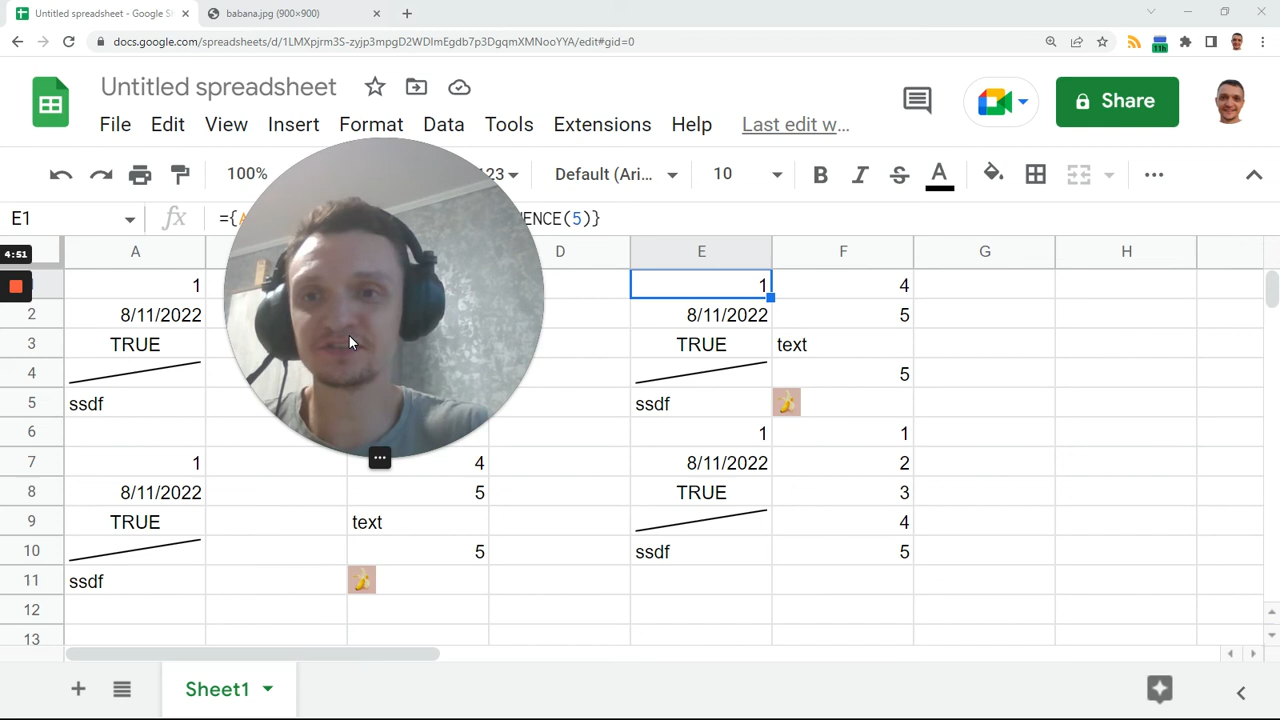 Untitled spreadsheet - Google S
babana.jpg (900×900)
docs.google.com/spreadsheets/d/1LMXpjrm3S-zyjp3mpgD2WDImEgdb7p3DgqmXMNooYYA/edit#gid=0
11h
Untitled spreadsheet
File Edit View Insert Format Data Tools Extensions Help Last edit w…
Share
100% 123 Default (Ari... 10 B I S A
E1 fx ={ ENCE(5)}
4:51
A D E F G H
1 1 4
2 8/11/2022 8/11/2022 5
3 TRUE TRUE text
4 5
5 ssdf ssdf
6 1 1
7 1 4 8/11/2022 2
8 8/11/2022 5 TRUE 3
9 TRUE text 4
10 5 ssdf 5
11 ssdf
12
13
Sheet1